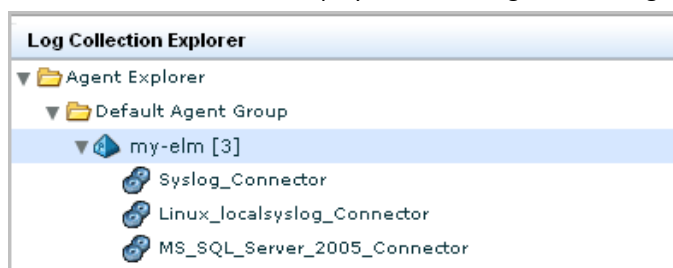 Log Collection Explorer
Agent Explorer
Default Agent Group
my-elm [3]
Syslog_Connector
Linux_localsyslog_Connector
MS_SQL_Server_2005_Connector